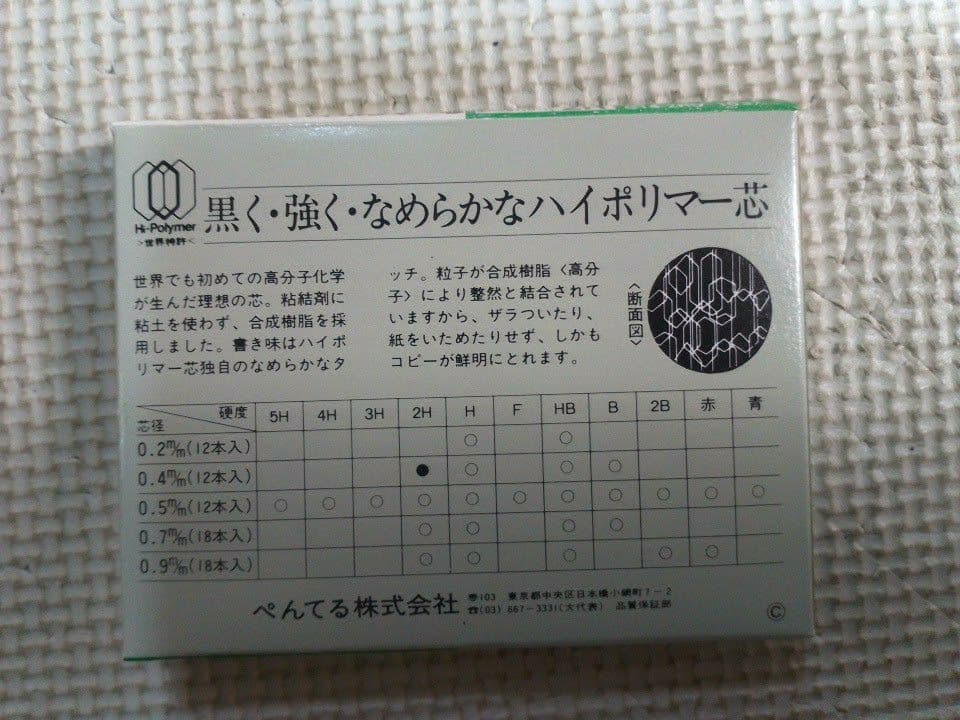 Hi-Polymer
>世界特許<
黒く・強く・なめらかなハイポリマー芯
世界でも初めての高分子化学
が生んだ理想の芯。粘結剤に
粘土を使わず、合成樹脂を採
用しました。書き味はハイポ
リマー芯独自のなめらかなタ
ッチ。粒子が合成樹脂〈高分
子〉により整然と結合されて
いますから、ザラついたり、
紙をいためたりせず、しかも
コピーが鮮明にとれます。
〈断面図〉
硬度 5H 4H 3H 2H H F HB B 2B 赤 青
芯径
0.2m/m(12本入) ○ ○
0.4m/m(12本入) ● ○ ○ ○
0.5m/m(12本入) ○ ○ ○ ○ ○ ○ ○ ○ ○ ○ ○
0.7m/m(18本入) ○ ○ ○ ○
0.9m/m(18本入) ○ ○ ○ ○ ○
ぺんてる株式会社
〒103 東京都中央区日本橋小網町7-2
☎(03) 667-3331(大代表) 品質保証部
©